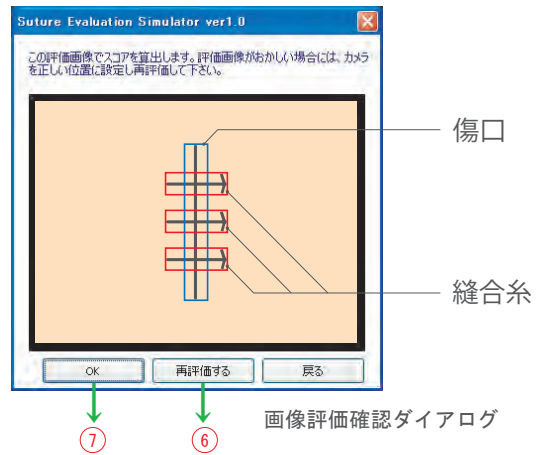 Suture Evaluation Simulator ver1.0
この評価画像でスコアを算出します。評価画像がおかしい場合には、カメラ
を正しい位置に設定し再評価して下さい。
傷口
縫合糸
OK
再評価する
戻る
画像評価確認ダイアログ
⑦
⑥